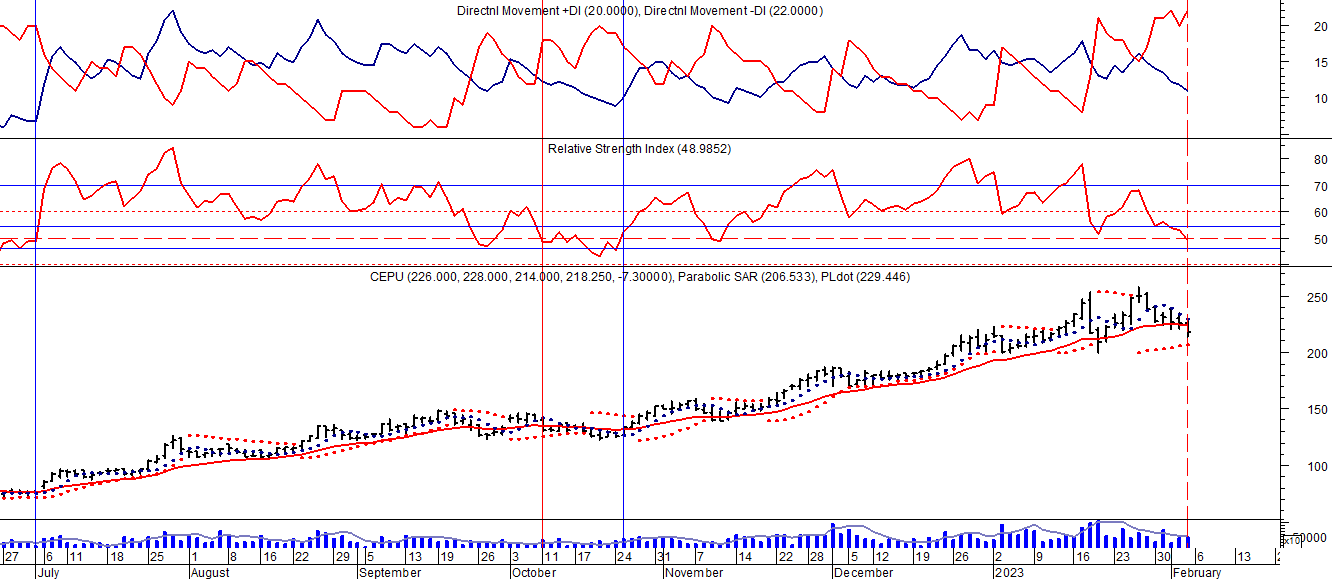 Directnl Movement +DI (20.0000), Directnl Movement -DI (22.0000)
20
15
10
Relative Strength Index (48.9852)
80
70
60
50
CEPU (226.000, 228.000, 214.000, 218.250, -7.30000), Parabolic SAR (206.533), PLdot (229.446)
250
200
150
100
27 6 11 18 25 1 8 16 22 29 5 13 19 26 3 11 17 24 31 7 14 22 28 5 12 19 26 2 9 16 23 30 6 13
July August September October November December 2023 February